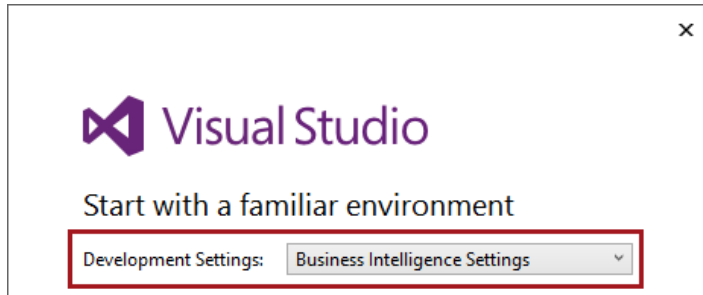 Visual Studio
Start with a familiar environment
Development Settings: Business Intelligence Settings